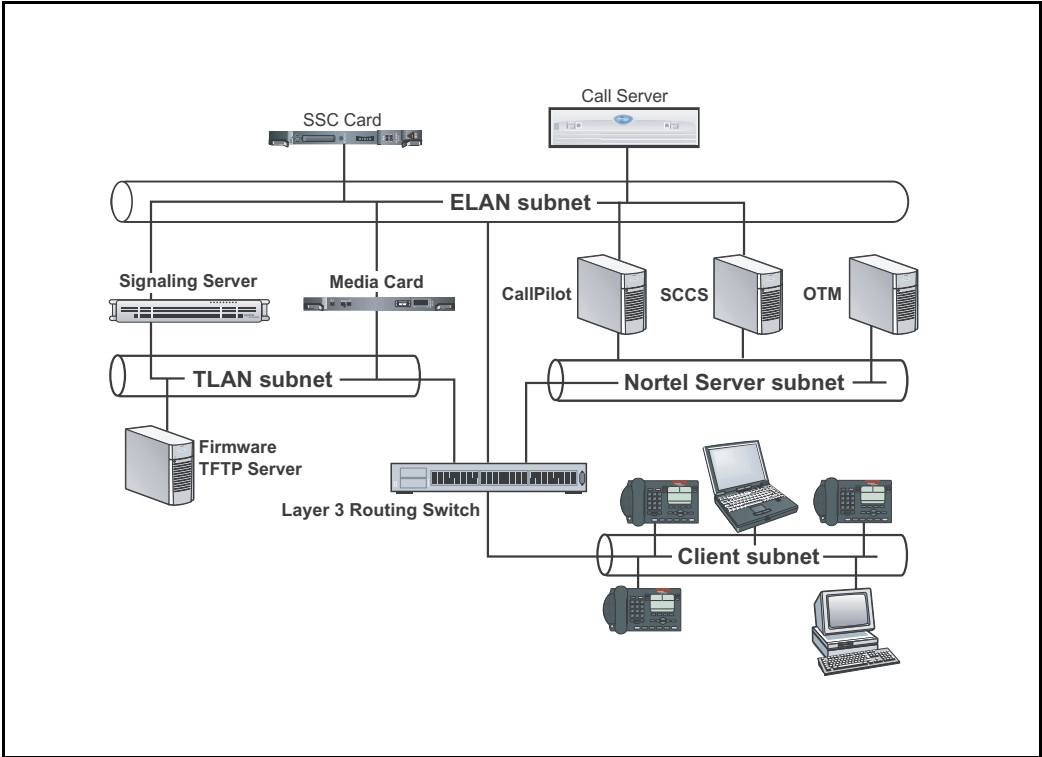 Call Server
SSC Card
ELAN subnet
Signaling Server
Media Card
CallPilot
SCCS
OTM
TLAN subnet
Nortel Server subnet
Firmware
TFTP Server
Layer 3 Routing Switch
Client subnet